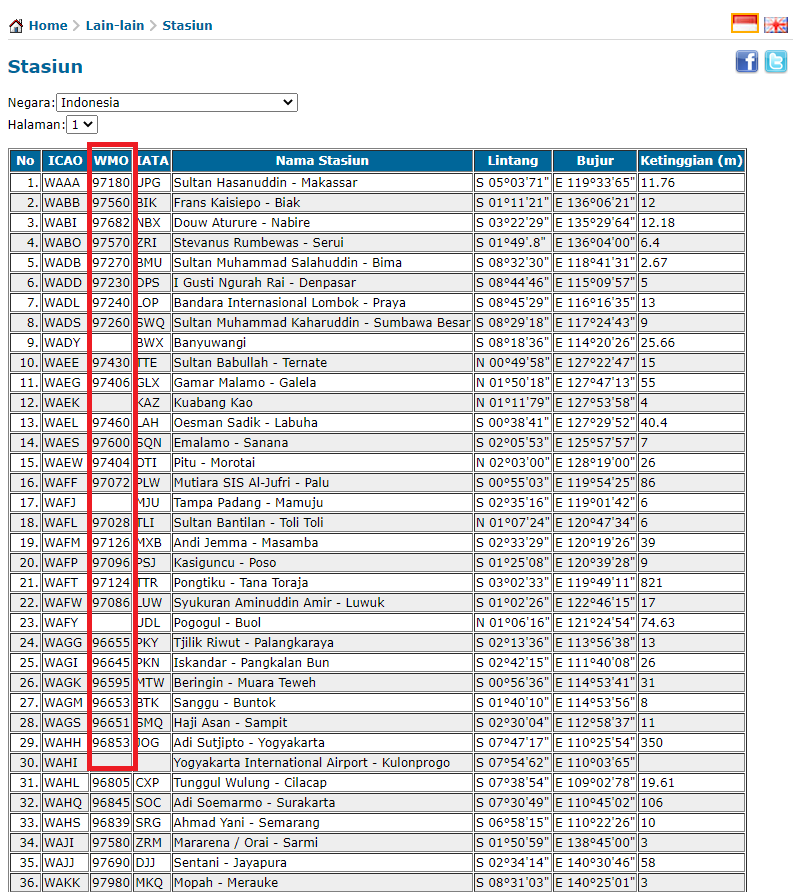 Home > Lain-lain > Stasiun
Stasiun
Negara: Indonesia
Halaman: 1
No ICAO WMO IATA Nama Stasiun Lintang Bujur Ketinggian (m)
1. WAAA 97180 UPG Sultan Hasanuddin - Makassar S 05°03'71" E 119°33'65" 11.76
2. WABB 97560 BIK Frans Kaisiepo - Biak S 01°11'21" E 136°06'21" 12
3. WABI 97682 NBX Douw Aturure - Nabire S 03°22'29" E 135°29'64" 12.18
4. WABO 97570 ZRI Stevanus Rumbewas - Serui S 01°49'.8" E 136°04'00" 6.4
5. WADB 97270 BMU Sultan Muhammad Salahuddin - Bima S 08°32'30" E 118°41'31" 2.67
6. WADD 97230 DPS I Gusti Ngurah Rai - Denpasar S 08°44'46" E 115°09'57" 5
7. WADL 97240 LOP Bandara Internasional Lombok - Praya S 08°45'29" E 116°16'35" 13
8. WADS 97260 SWQ Sultan Muhammad Kaharuddin - Sumbawa Besar S 08°29'18" E 117°24'43" 9
9. WADY BWX Banyuwangi S 08°18'36" E 114°20'26" 25.66
10. WAEE 97430 TTE Sultan Babullah - Ternate N 00°49'58" E 127°22'47" 15
11. WAEG 97406 GLX Gamar Malamo - Galela N 01°50'18" E 127°47'13" 55
12. WAEK KAZ Kuabang Kao N 01°11'79" E 127°53'58" 4
13. WAEL 97460 LAH Oesman Sadik - Labuha S 00°38'41" E 127°29'52" 40.4
14. WAES 97600 SQN Emalamo - Sanana S 02°05'53" E 125°57'57" 7
15. WAEW 97404 OTI Pitu - Morotai N 02°03'00" E 128°19'00" 26
16. WAFF 97072 PLW Mutiara SIS Al-Jufri - Palu S 00°55'03" E 119°54'25" 86
17. WAFJ MJU Tampa Padang - Mamuju S 02°35'16" E 119°01'42" 6
18. WAFL 97028 TLI Sultan Bantilan - Toli Toli N 01°07'24" E 120°47'34" 6
19. WAFM 97126 MXB Andi Jemma - Masamba S 02°33'29" E 120°19'26" 39
20. WAFP 97096 PSJ Kasiguncu - Poso S 01°25'08" E 120°39'28" 9
21. WAFT 97124 TTR Pongtiku - Tana Toraja S 03°02'33" E 119°49'11" 821
22. WAFW 97086 LUW Syukuran Aminuddin Amir - Luwuk S 01°02'26" E 122°46'15" 17
23. WAFY UDL Pogogul - Buol N 01°06'16" E 121°24'54" 74.63
24. WAGG 96655 PKY Tjilik Riwut - Palangkaraya S 02°13'36" E 113°56'38" 13
25. WAGI 96645 PKN Iskandar - Pangkalan Bun S 02°42'15" E 111°40'08" 26
26. WAGK 96595 MTW Beringin - Muara Teweh S 00°56'36" E 114°53'41" 31
27. WAGM 96653 BTK Sanggu - Buntok S 01°40'10" E 114°53'56" 8
28. WAGS 96651 SMQ Haji Asan - Sampit S 02°30'04" E 112°58'37" 11
29. WAHH 96853 JOG Adi Sutjipto - Yogyakarta S 07°47'17" E 110°25'54" 350
30. WAHI Yogyakarta International Airport - Kulonprogo S 07°54'62" E 110°03'65"
31. WAHL 96805 CXP Tunggul Wulung - Cilacap S 07°38'54" E 109°02'78" 19.61
32. WAHQ 96845 SOC Adi Soemarmo - Surakarta S 07°30'49" E 110°45'02" 106
33. WAHS 96839 SRG Ahmad Yani - Semarang S 06°58'15" E 110°22'26" 10
34. WAJI 97580 ZRM Mararena / Orai - Sarmi S 01°50'59" E 138°45'00" 3
35. WAJJ 97690 DJJ Sentani - Jayapura S 02°34'14" E 140°30'46" 58
36. WAKK 97980 MKQ Mopah - Merauke S 08°31'03" E 140°25'01" 3